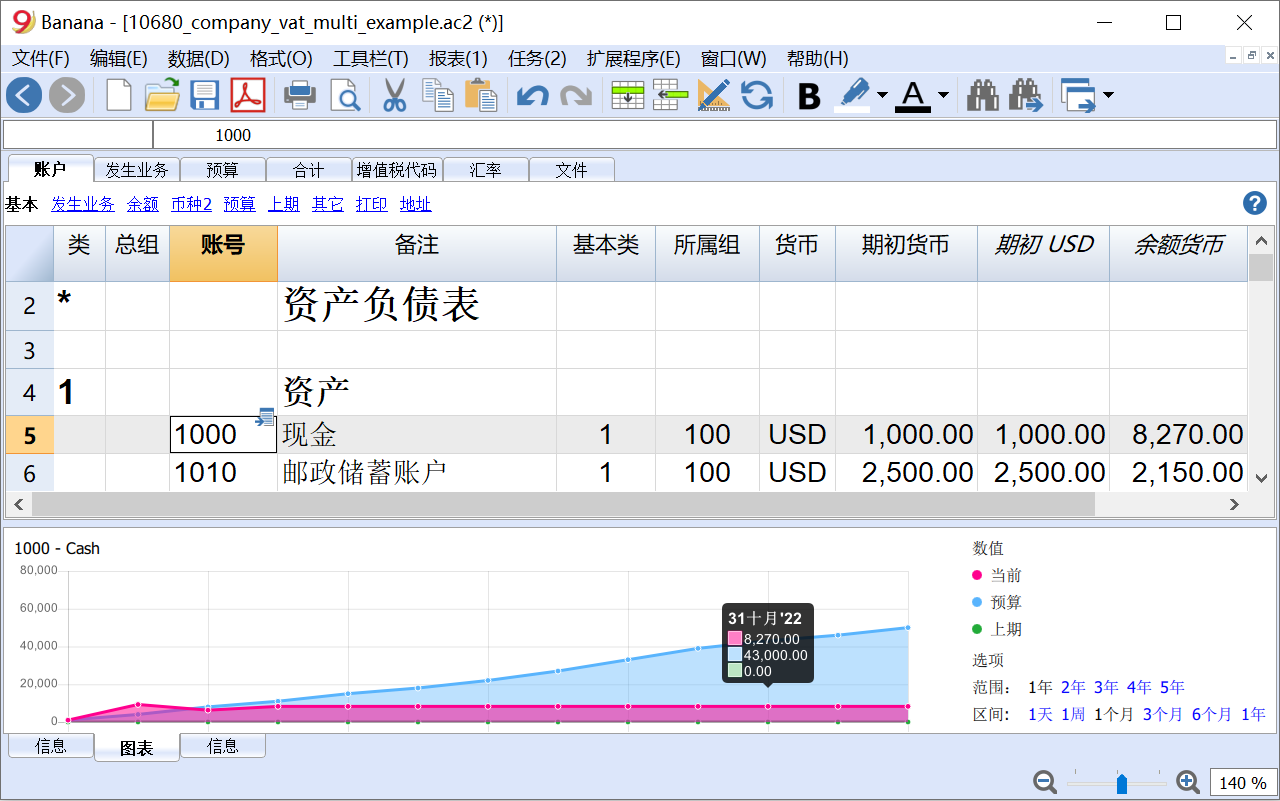 Banana - [10680_company_vat_multi_example.ac2 (*)]
文件(F) 编辑(E) 数据(D) 格式(O) 工具栏(T) 报表(1) 任务(2) 扩展程序(E) 窗口(W) 帮助(H)
B A
1000
账户 发生业务 预算 合计 增值税代码 汇率 文件
基本 发生业务 余额 币种2 预算 上期 其它 打印 地址 ?
类 总组 账号 备注 基本类 所属组 货币 期初货币 期初 USD 余额货币
2 * 资产负债表
3
4 1 资产
5 1000 现金 1 100 USD 1,000.00 1,000.00 8,270.00
6 1010 邮政储蓄账户 1 100 USD 2,500.00 2,500.00 2,150.00
1000 - Cash
80,000
60,000
40,000
20,000
0
31十月'22
8,270.00
43,000.00
0.00
数值
当前
预算
上期
选项
范围: 1年 2年 3年 4年 5年
区间: 1天 1周 1个月 3个月 6个月 1年
信息 图表 信息
140 %